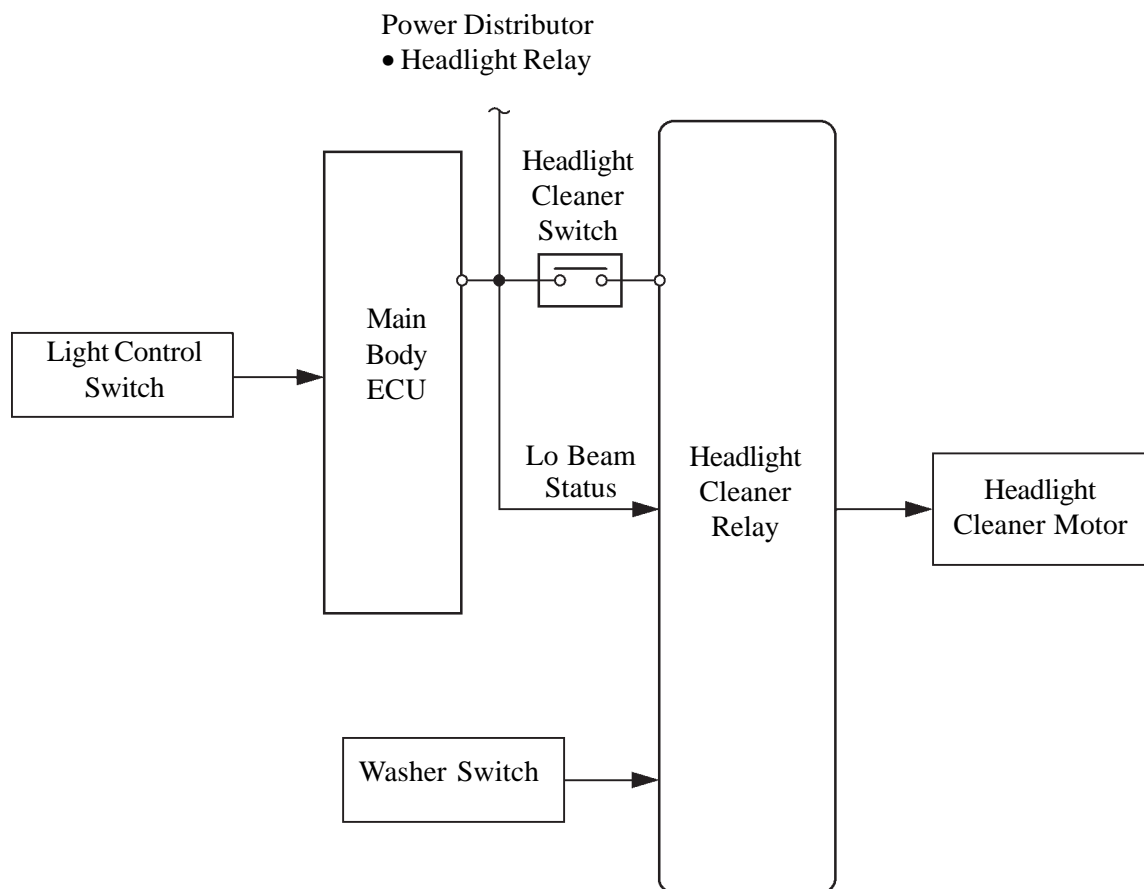 Power Distributor
• Headlight Relay
Headlight
Cleaner
Switch
Main
Body
ECU
Light Control
Switch
Lo Beam
Status
Headlight
Cleaner
Relay
Headlight
Cleaner Motor
Washer Switch